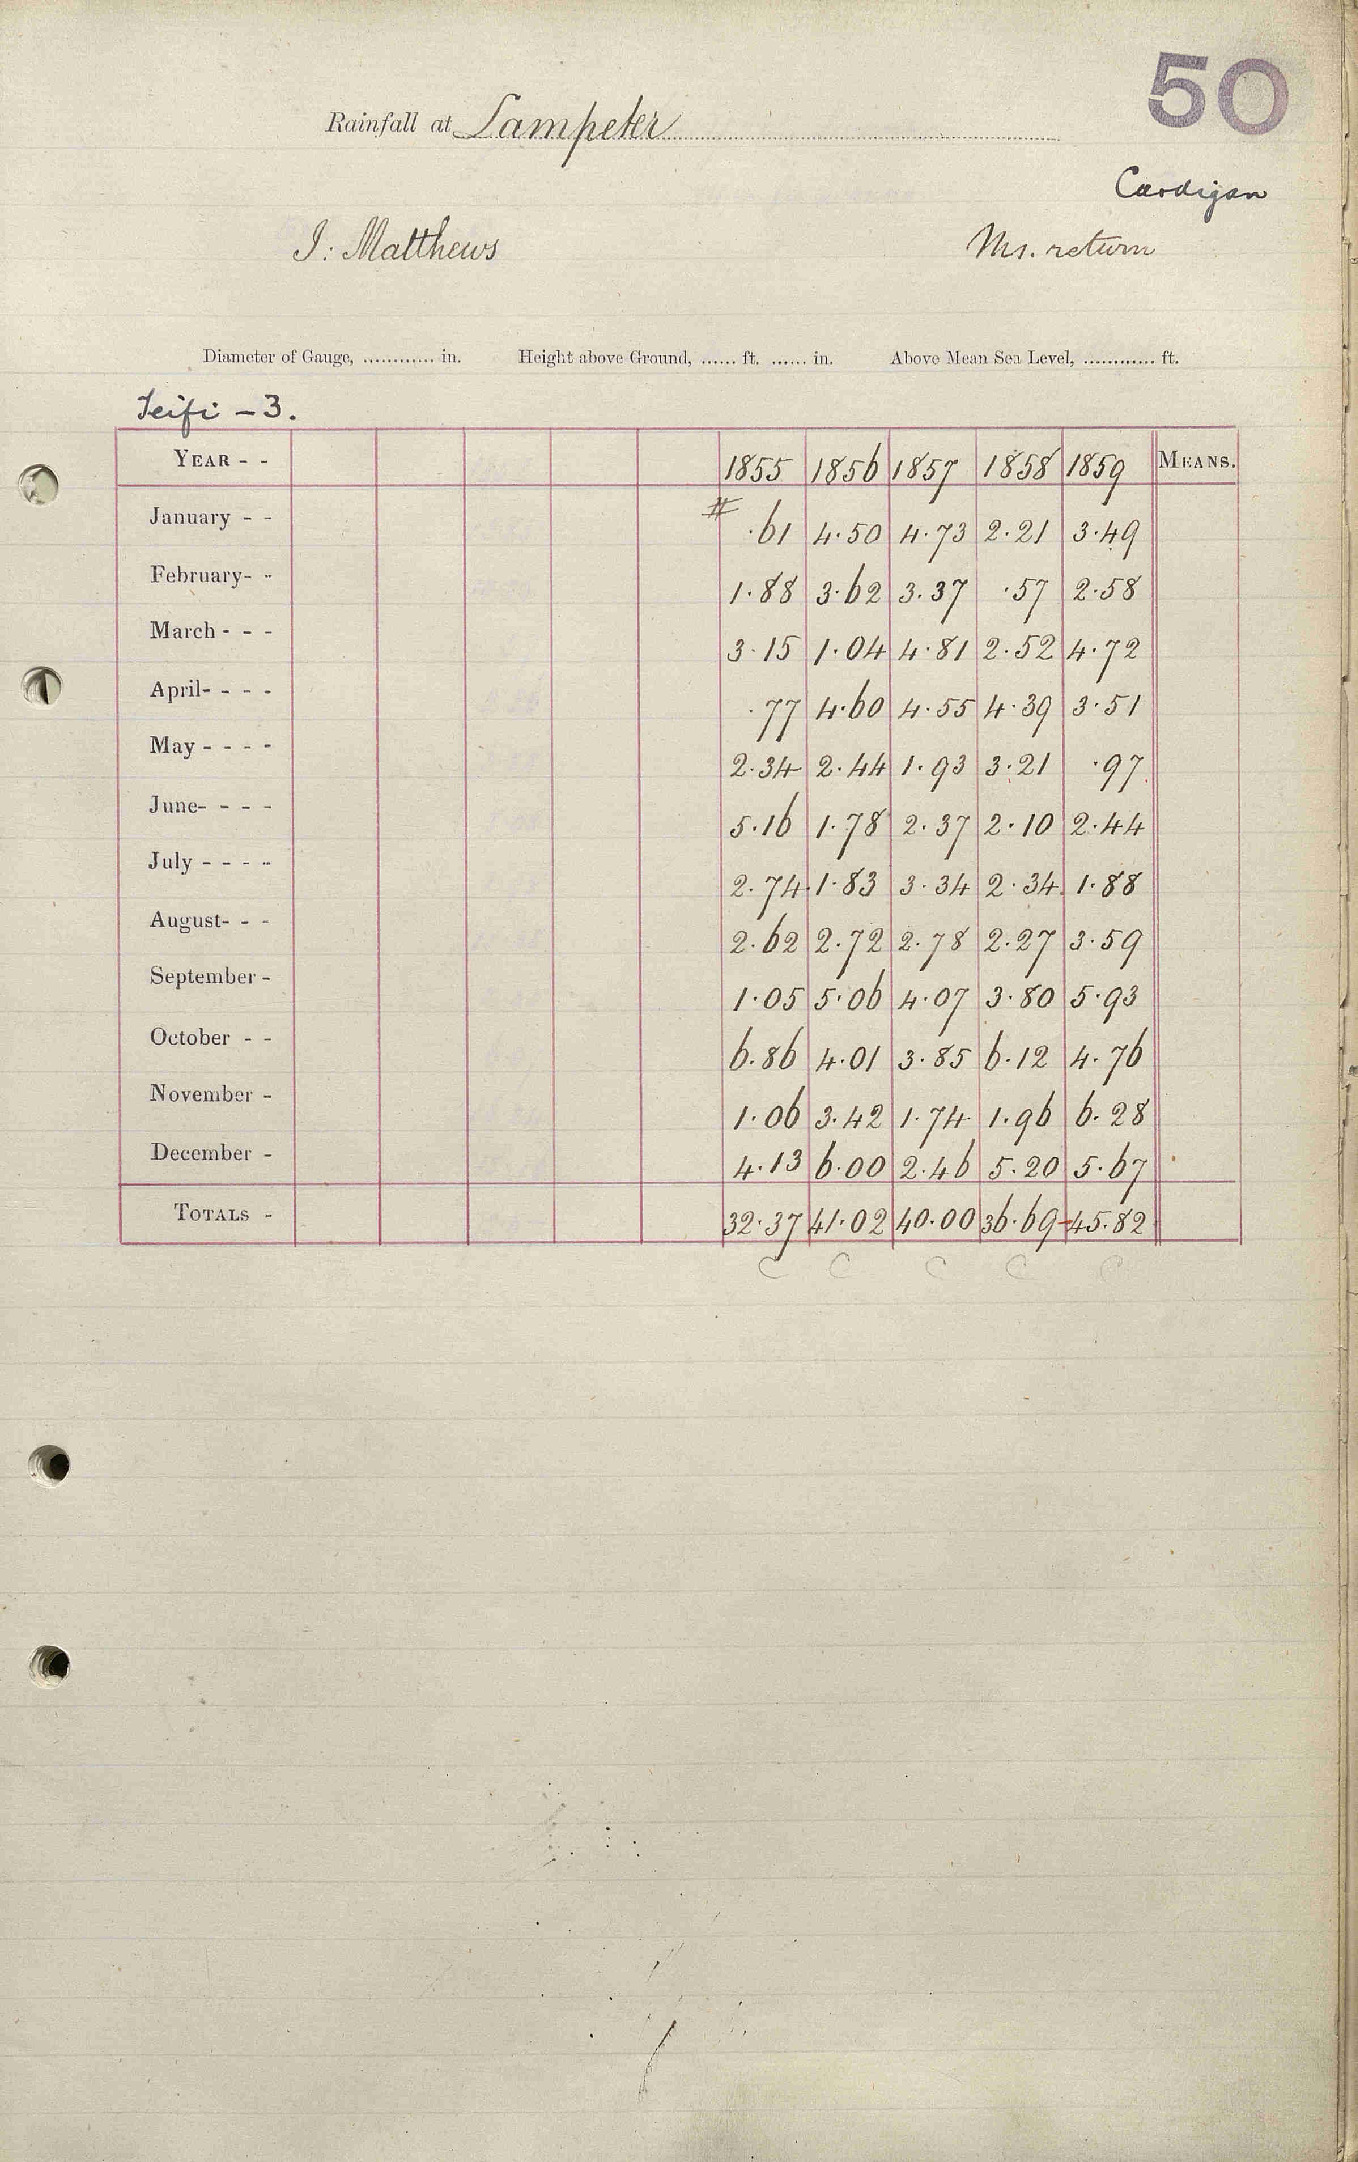 50
Rainfall at Lampeter
Cardigan
I: Matthews Ms. return
Diameter of Gauge, ............ in. Height above Ground, ...... ft. ...... in. Above Mean Sea Level, ............ ft.
Teifi – 3.
YEAR - - 1855 1856 1857 1858 1859 MEANS.
January - - # .61 4.50 4.73 2.21 3.49
February- - 1.88 3.62 3.37 .57 2.58
March - - - 3.15 1.04 4.81 2.52 4.72
April- - - - .77 4.60 4.55 4.39 3.51
May - - - - 2.34 2.44 1.93 3.21 .97
June- - - - 5.16 1.78 2.37 2.10 2.44
July - - - - 2.74 1.83 3.34 2.34 1.88
August- - - 2.62 2.72 2.78 2.27 3.59
September - 1.05 5.06 4.07 3.80 5.93
October - - 6.86 4.01 3.85 6.12 4.76
November - 1.06 3.42 1.74 1.96 6.28
December - 4.13 6.00 2.46 5.20 5.67
TOTALS - 32.37 41.02 40.00 36.69 45.82
C C C C C